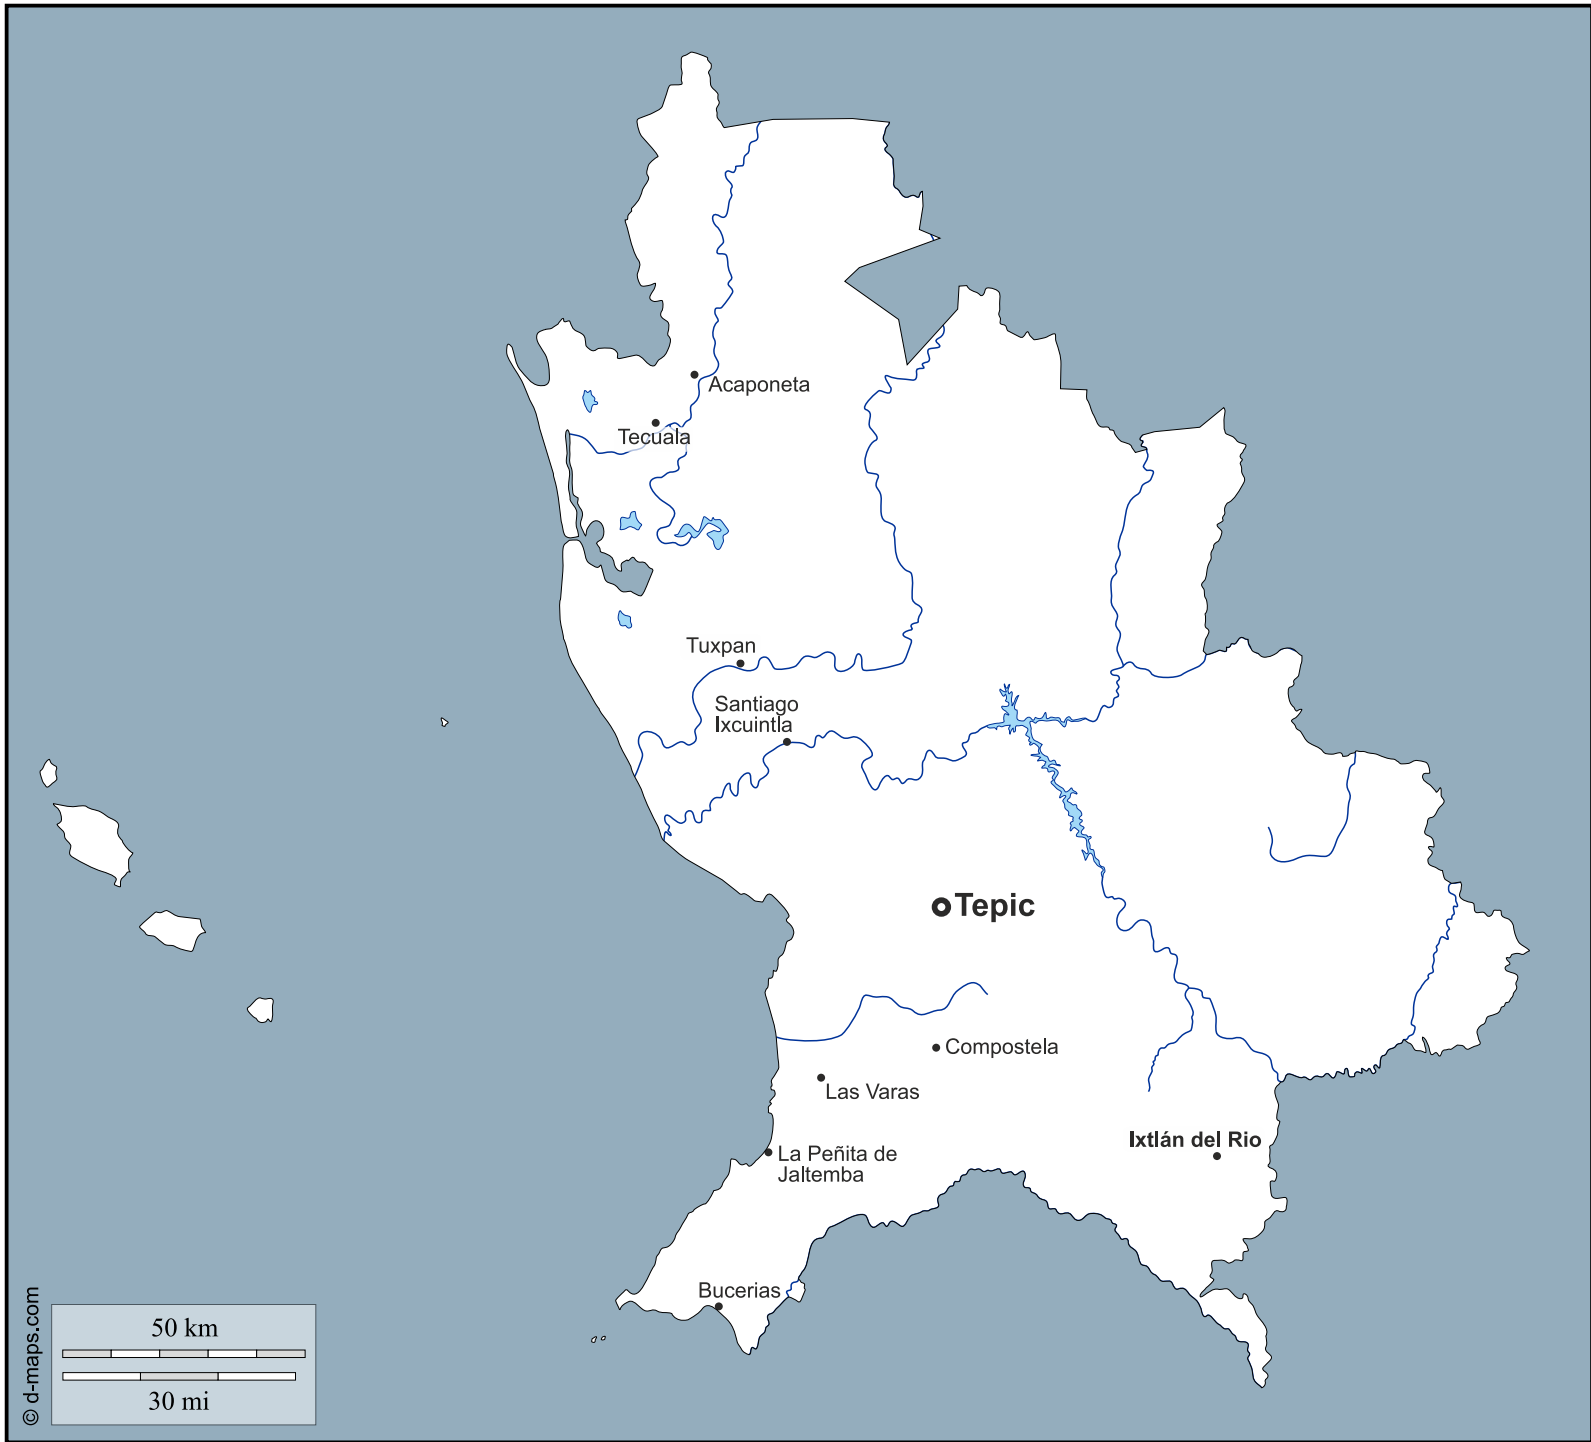 Acaponeta
Tecuala
Tuxpan
Santiago
Ixcuintla
Tepic
Compostela
Las Varas
Ixtlán del Rio
La Peñita de
Jaltemba
Bucerias
50 km
30 mi
© d-maps.com